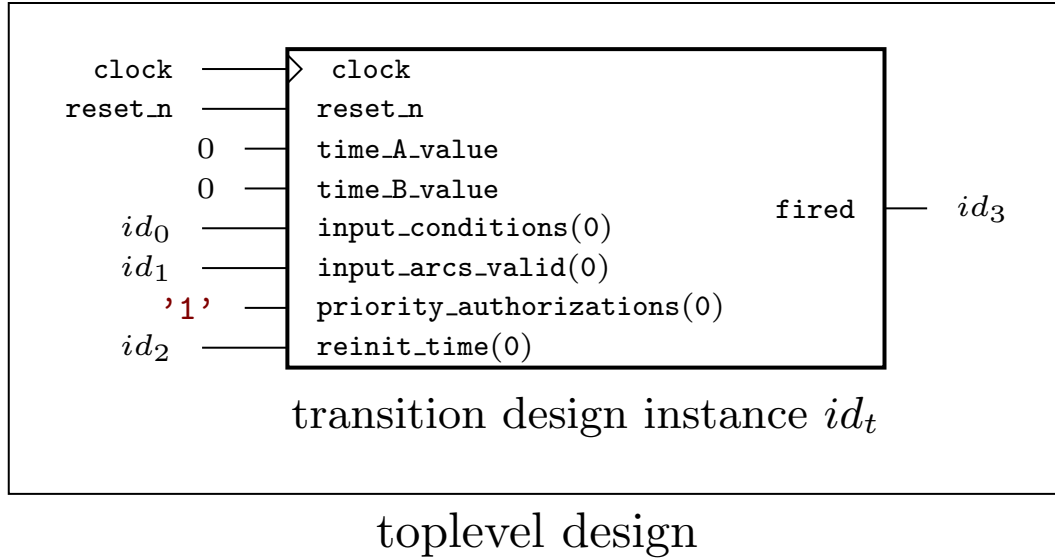 clock clock
reset_n reset_n
0 time_A_value
0 time_B_value
id₀ input_conditions(0)
fired id₃
id₁ input_arcs_valid(0)
'1' priority_authorizations(0)
id₂ reinit_time(0)
transition design instance idₜ
toplevel design